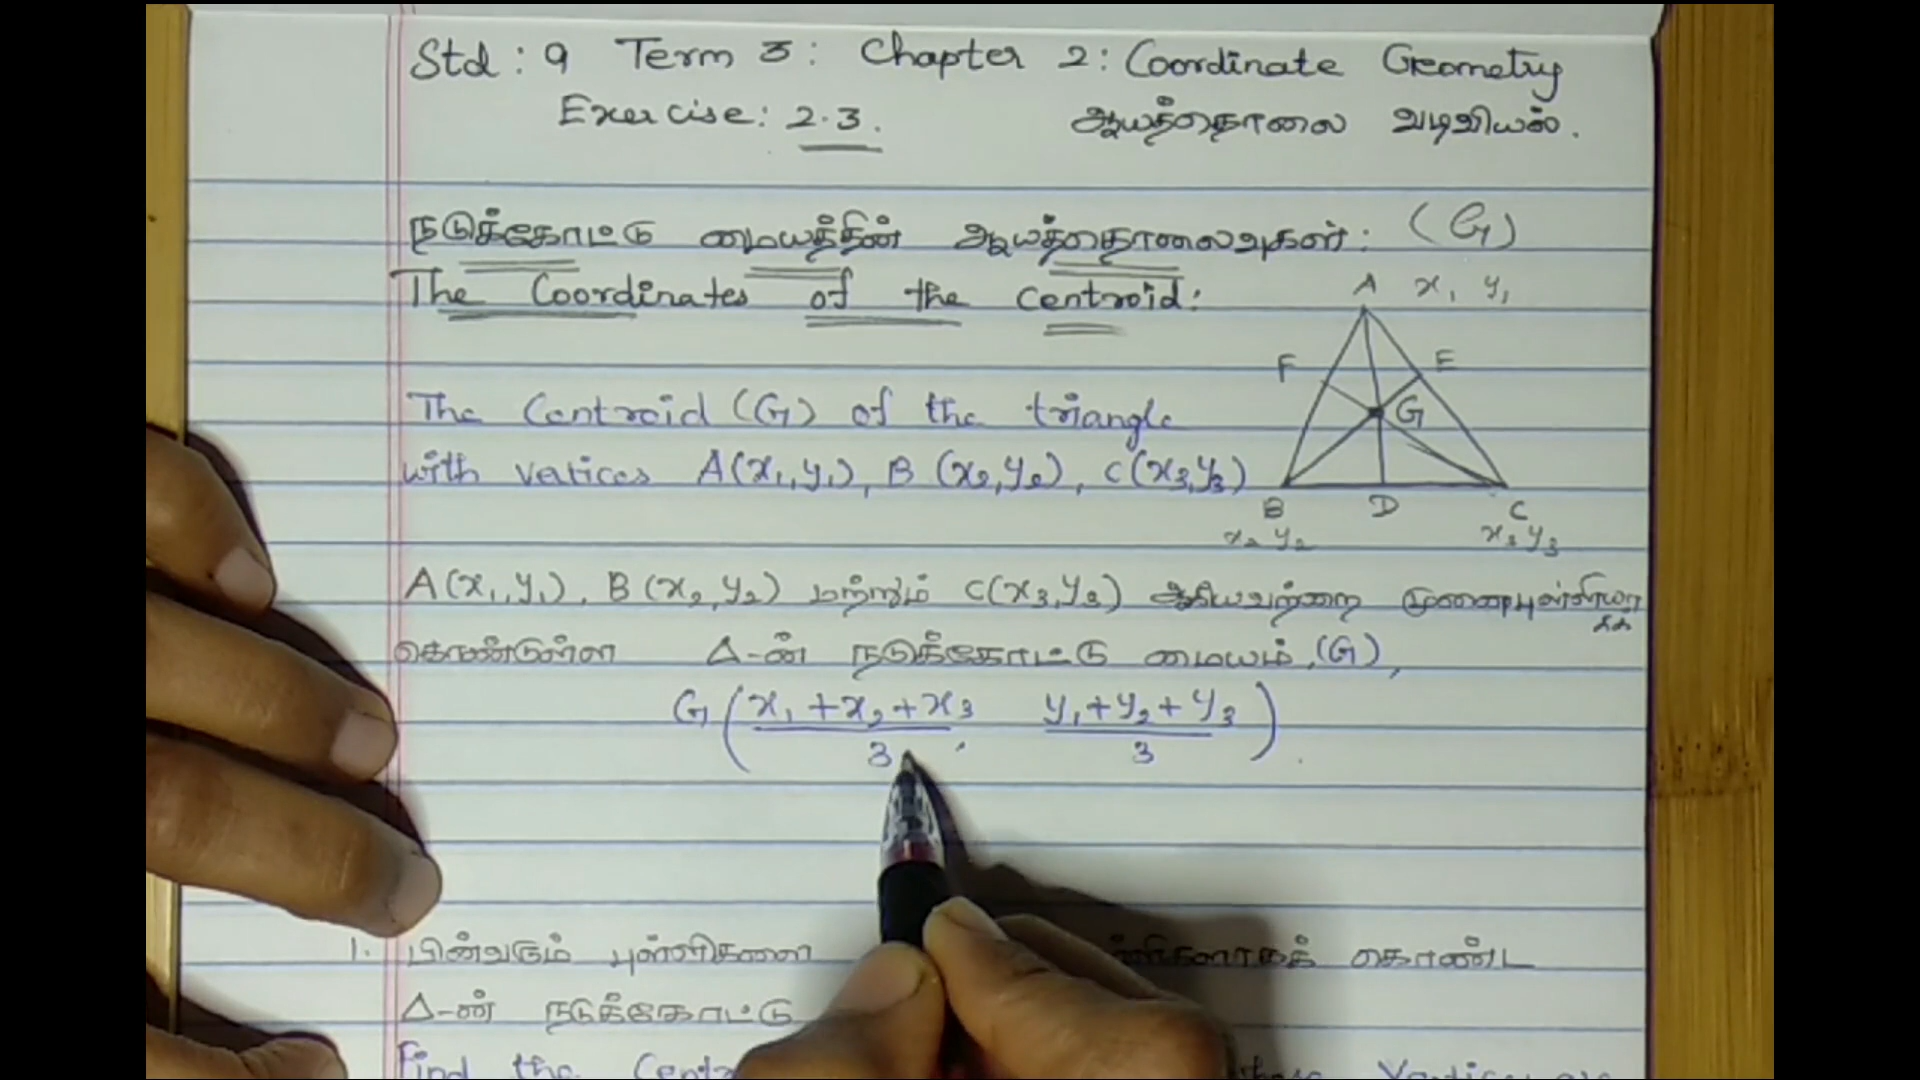 Std : 9 Term 3 : Chapter 2 : Coordinate Geometry
Exercise: 2.3. ஆயத்தொலை வடிவியல்.
நடுக்கோட்டு மையத்தின் ஆயத்தொலைவுகள்: (G)
The Coordinates of the Centroid:
A x₁ y₁
F E
G
The Centroid (G) of the triangle
with vertices A(x₁,y₁), B (x₂,y₂), C(x₃,y₃)
B D C
x₂ y₂ x₃ y₃
A(x₁,y₁), B(x₂,y₂) மற்றும் C(x₃,y₃) ஆகியவற்றை
கொண்டுள்ள Δ-ன் நடுக்கோட்டு மையம், (G),
G(x₁+x₂+x₃/3, y₁+y₂+y₃/3).
1. பின்வரும் புள்ளிகளை கொண்ட
Δ-ன் நடுக்கோட்டு
Find the